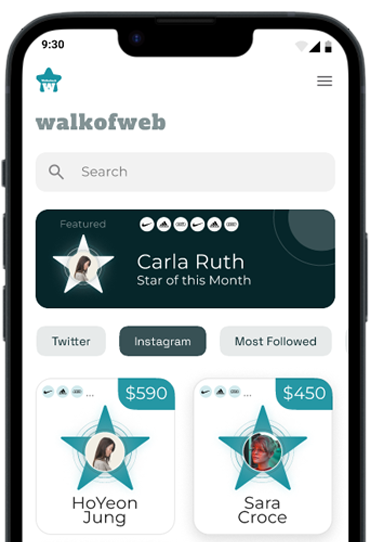 9:30
W
walkofweb
Search
Featured
Carla Ruth
Star of this Month
Twitter
Instagram
Most Followed
... $590
... $450
HoYeon
Jung
Sara
Croce